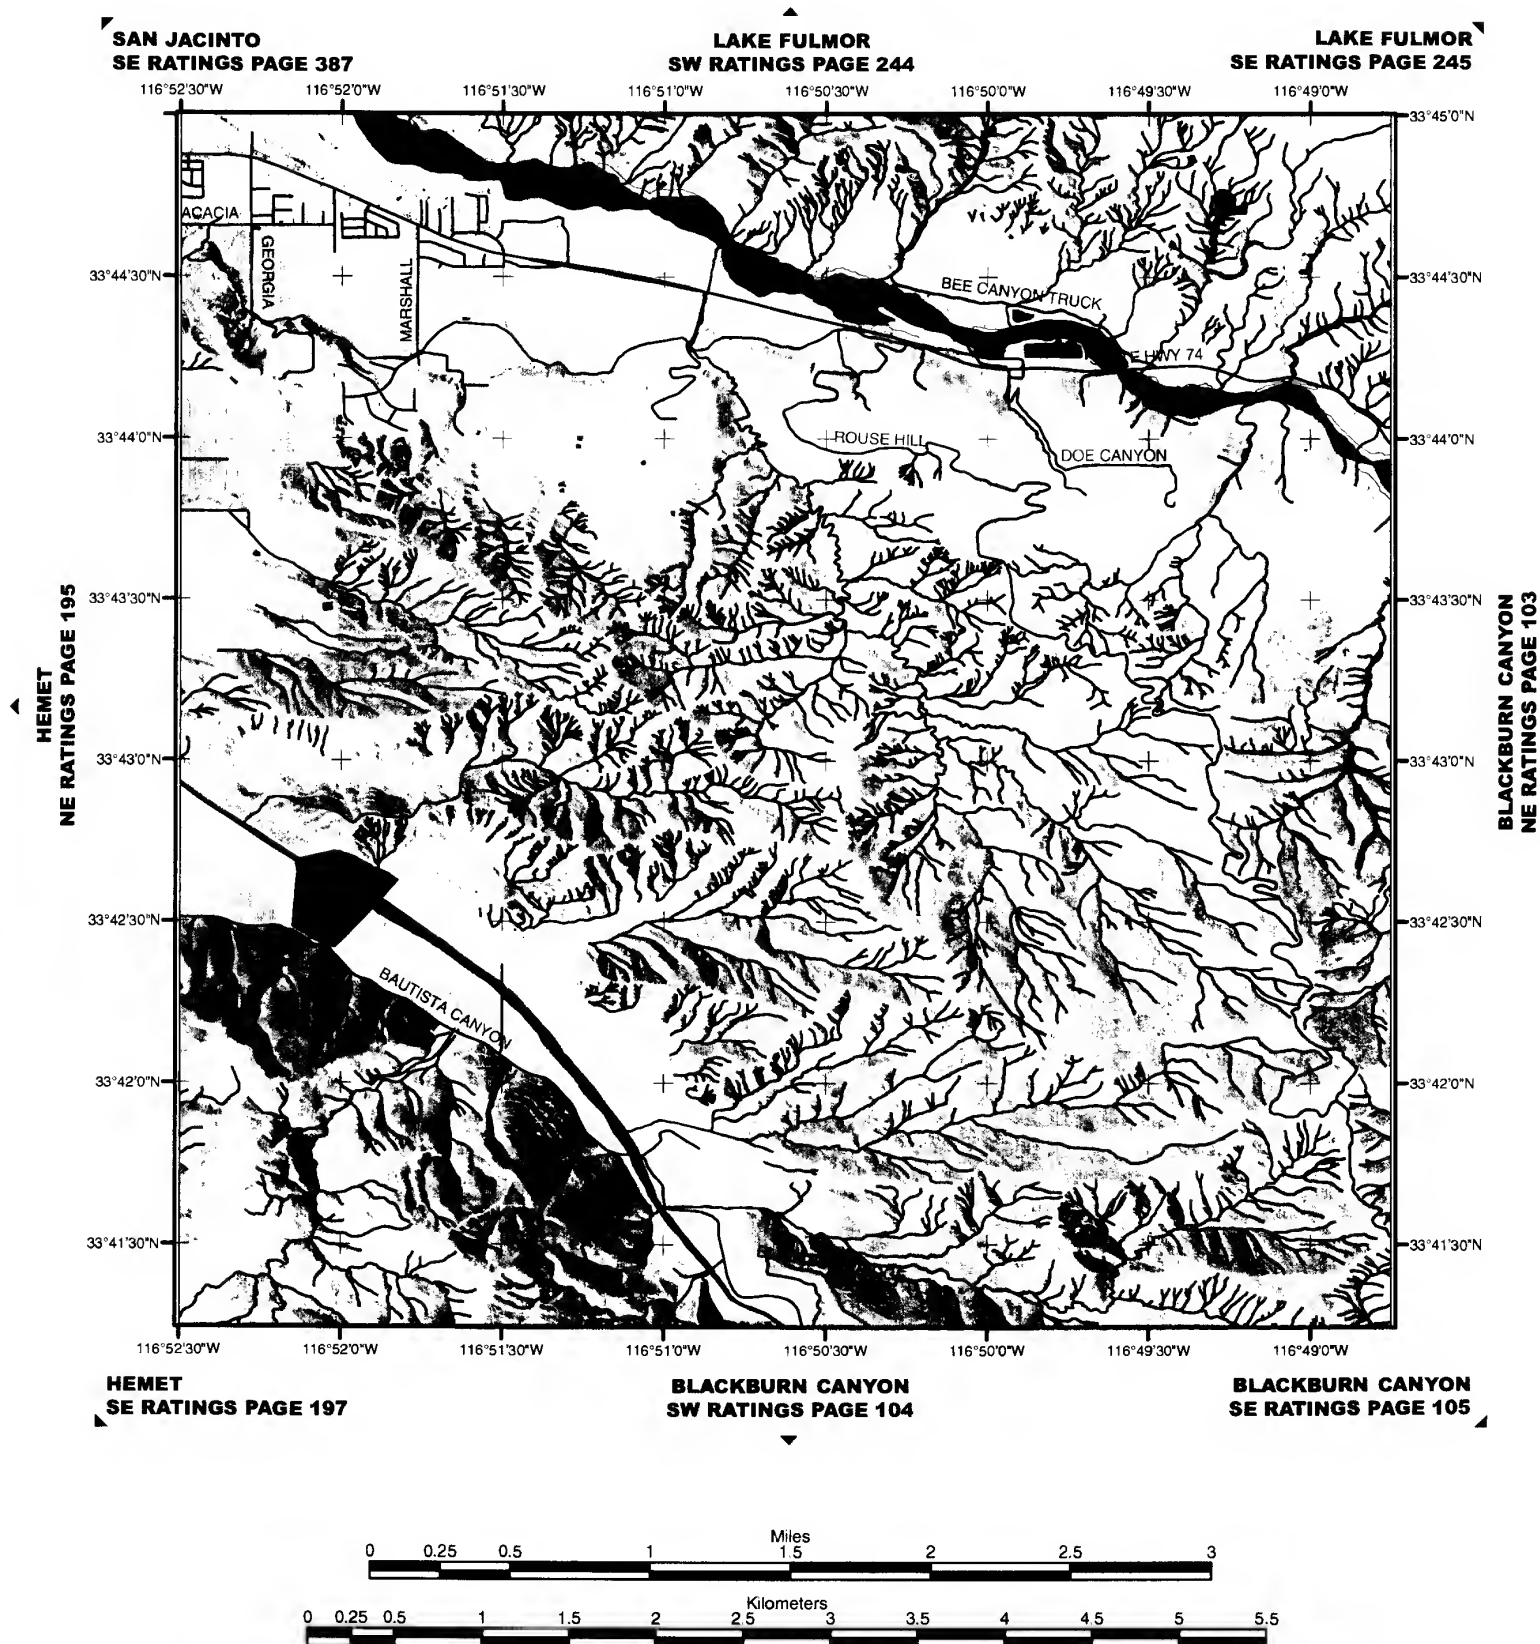 SAN JACINTO
SE RATINGS PAGE 387
LAKE FULMOR
SW RATINGS PAGE 244
LAKE FULMOR
SE RATINGS PAGE 245
116°52'30"W 116°52'0"W 116°51'30"W 116°51'0"W 116°50'30"W 116°50'0"W 116°49'30"W 116°49'0"W
33°45'0"N
ACACIA
GEORGIA
MARSHALL
33°44'30"N
33°44'30"N
BEE CANYON TRUCK
HWY 74
33°44'0"N
33°44'0"N
ROUSE HILL
DOE CANYON
33°43'30"N
33°43'30"N
HEMET
NE RATINGS PAGE 195
BLACKBURN CANYON
NE RATINGS PAGE 103
33°43'0"N
33°43'0"N
33°42'30"N
33°42'30"N
BAUTISTA CANYON
33°42'0"N
33°42'0"N
33°41'30"N
33°41'30"N
116°52'30"W 116°52'0"W 116°51'30"W 116°51'0"W 116°50'30"W 116°50'0"W 116°49'30"W 116°49'0"W
HEMET
SE RATINGS PAGE 197
BLACKBURN CANYON
SW RATINGS PAGE 104
BLACKBURN CANYON
SE RATINGS PAGE 105
Miles
0 0.25 0.5 1 1.5 2 2.5 3
Kilometers
0 0.25 0.5 1 1.5 2 2.5 3 3.5 4 4.5 5 5.5